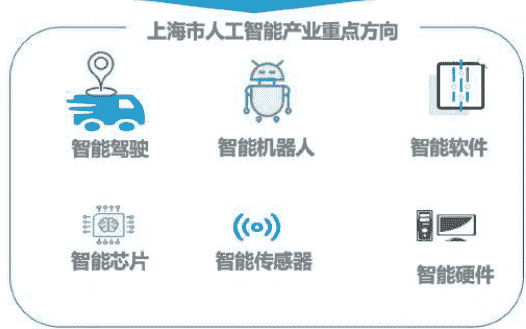 上海市人工智能产业重点方向
智能驾驶
智能机器人
智能软件
智能芯片
智能传感器
智能硬件